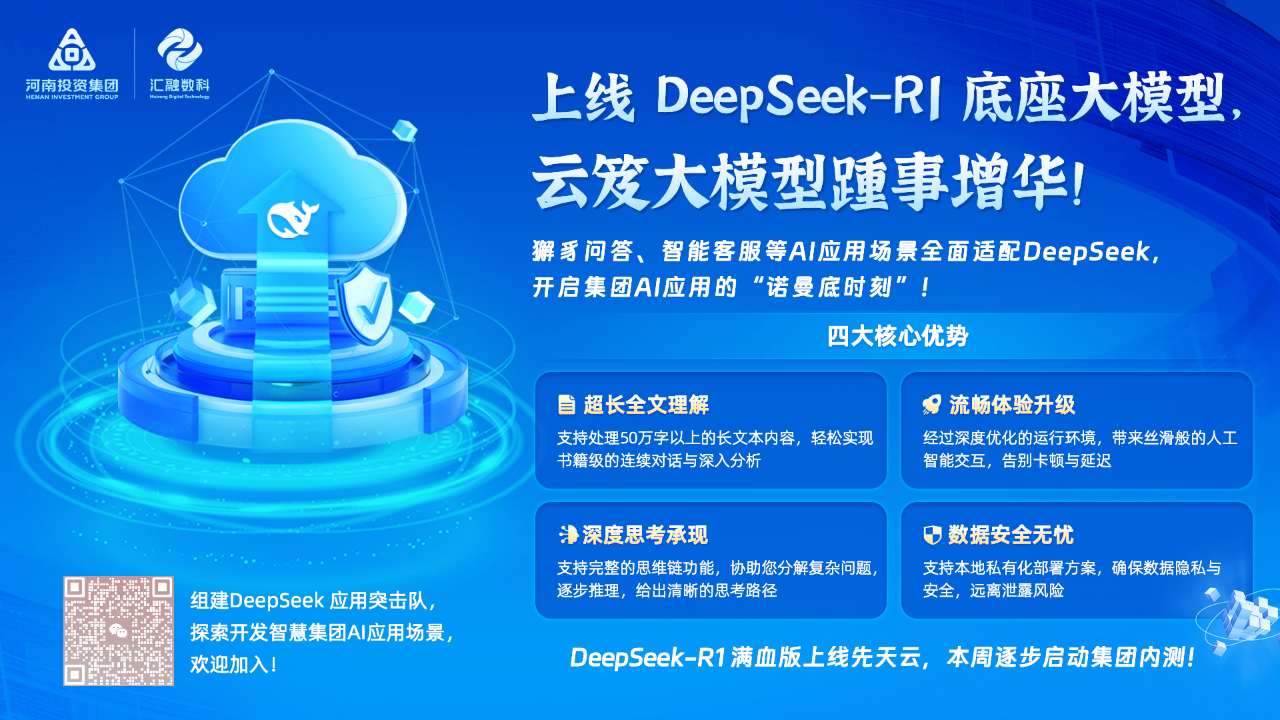 河南投资集团
HENAN INVESTMENT GROUP
汇融数科
Huirong Digital Technology
上线 DeepSeek-R1 底座大模型,
云笈大模型踵事增华!
獬豸问答、智能客服等AI应用场景全面适配DeepSeek,
开启集团AI应用的“诺曼底时刻”!
四大核心优势
超长全文理解
支持处理50万字以上的长文本内容，轻松实现
书籍级的连续对话与深入分析
流畅体验升级
经过深度优化的运行环境，带来丝滑般的人工
智能交互，告别卡顿与延迟
深度思考承现
支持完整的思维链功能，协助您分解复杂问题，
逐步推理，给出清晰的思考路径
数据安全无忧
支持本地私有化部署方案，确保数据隐私与
安全，远离泄露风险
组建DeepSeek 应用突击队，
探索开发智慧集团AI应用场景，
欢迎加入!
DeepSeek-R1满血版上线先天云，本周逐步启动集团内测!